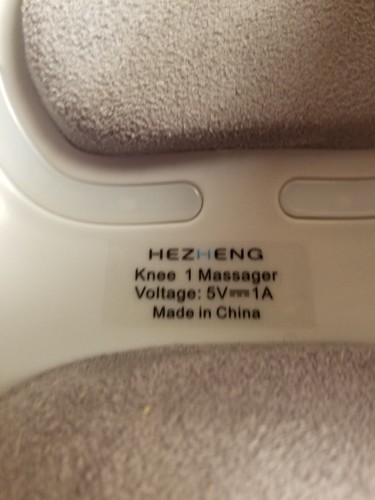 HEZHENG
Knee 1 Massager
Voltage: 5V⎓1A
Made in China